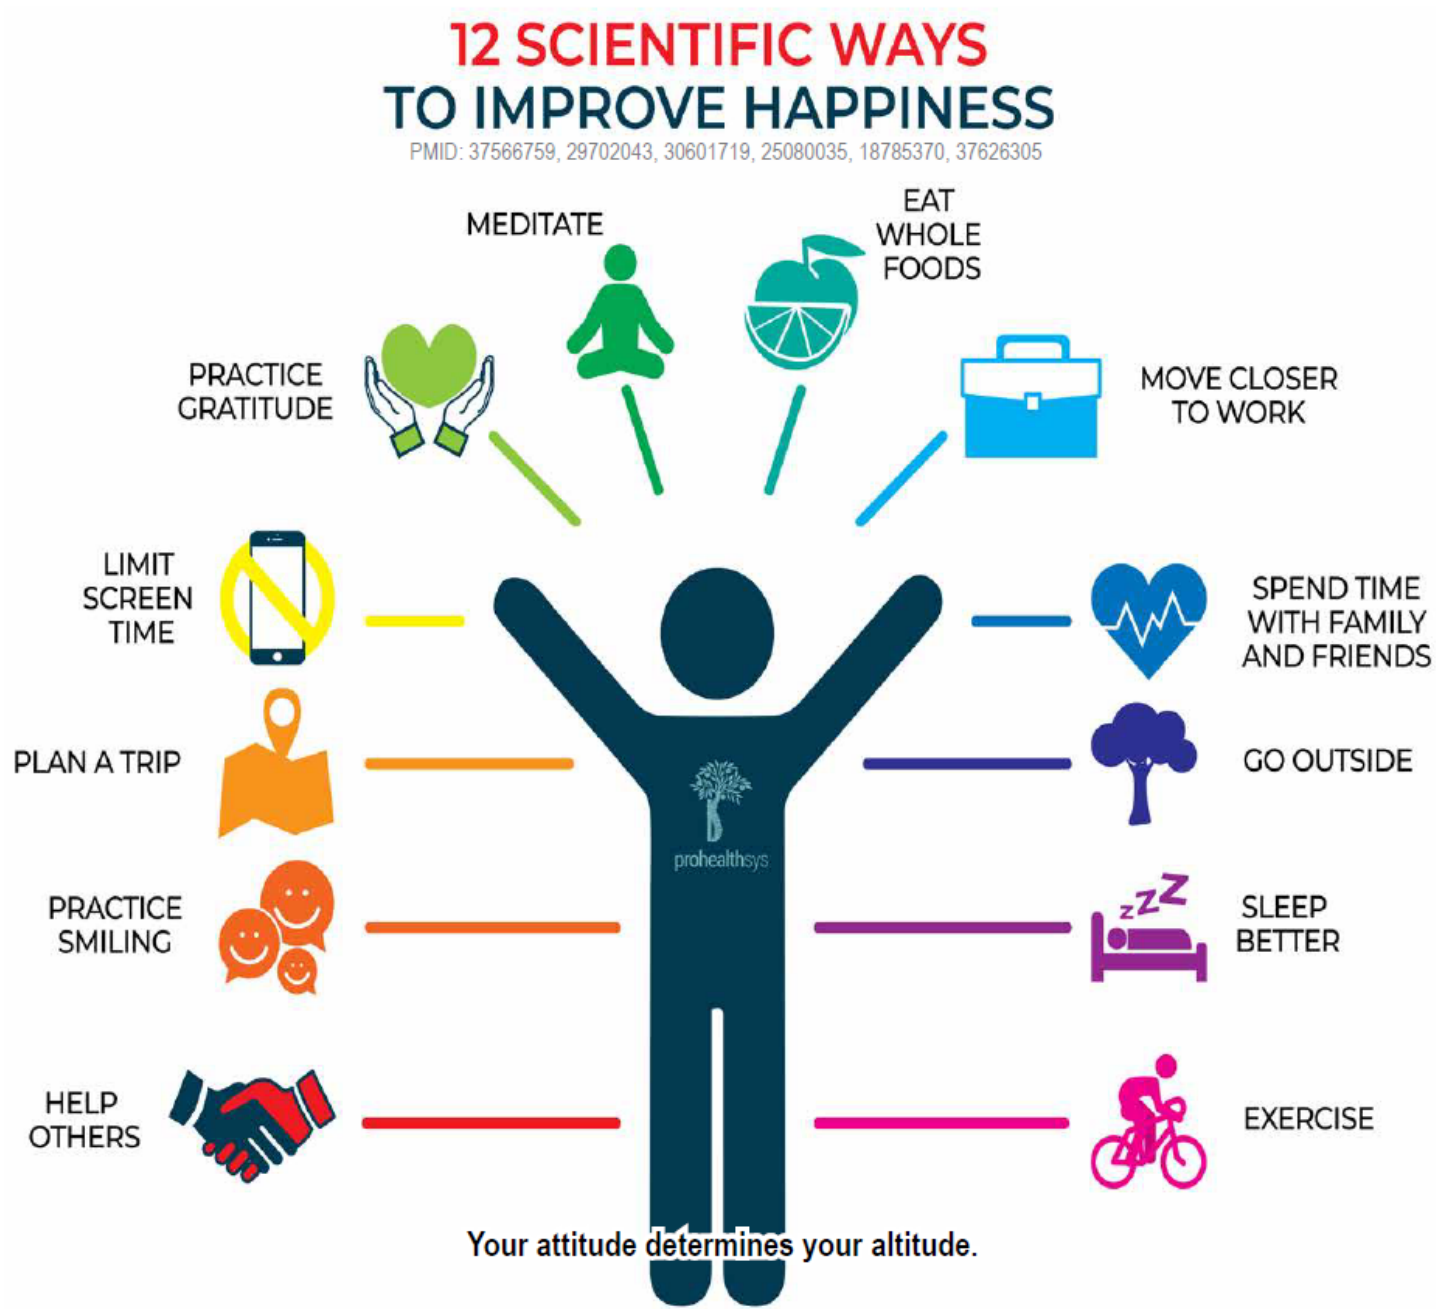 12 SCIENTIFIC WAYS
TO IMPROVE HAPPINESS
PMID: 37566759, 29702043, 30601719, 25080035, 18785370, 37626305
MEDITATE
EAT
WHOLE
FOODS
PRACTICE
GRATITUDE
MOVE CLOSER
TO WORK
LIMIT
SCREEN
TIME
SPEND TIME
WITH FAMILY
AND FRIENDS
PLAN A TRIP
GO OUTSIDE
prohealthsys
PRACTICE
SMILING
zZZ
SLEEP
BETTER
HELP
OTHERS
EXERCISE
Your attitude determines your altitude.